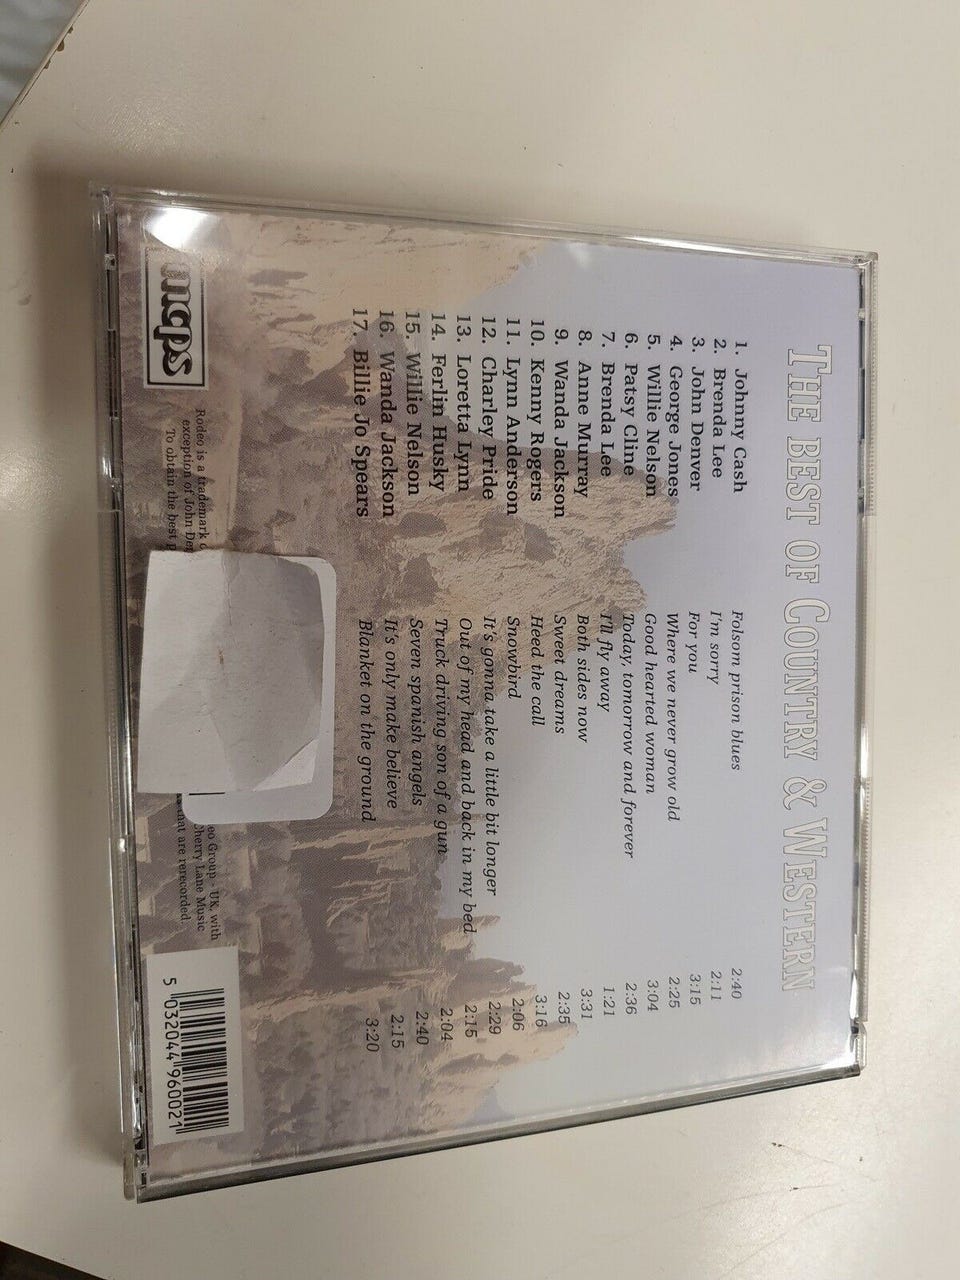 THE BEST OF COUNTRY & WESTERN
1. Johnny Cash Folsom prison blues 2:40
2. Brenda Lee I'm sorry 2:11
3. John Denver For you 3:15
4. George Jones Where we never grow old 2:25
5. Willie Nelson Good hearted woman 3:04
6. Patsy Cline Today, tomorrow and forever 2:36
7. Brenda Lee I'll fly away 1:21
8. Anne Murray Both sides now 3:31
9. Wanda Jackson Sweet dreams 2:35
10. Kenny Rogers Heed the call 3:16
11. Lynn Anderson Snowbird 2:06
12. Charley Pride It's gonna take a little bit longer 2:29
13. Loretta Lynn Out of my head and back in my bed 2:15
14. Ferlin Husky Truck driving son of a gun 2:04
15. Willie Nelson Seven spanish angels 2:40
16. Wanda Jackson It's only make believe 2:15
17. Billie Jo Spears Blanket on the ground 3:20
mcps
Rodeo is a trademark Group - UK, with
exception of John Cherry Lane Music
To obtain the best that are rerecorded.
5 032044 960021